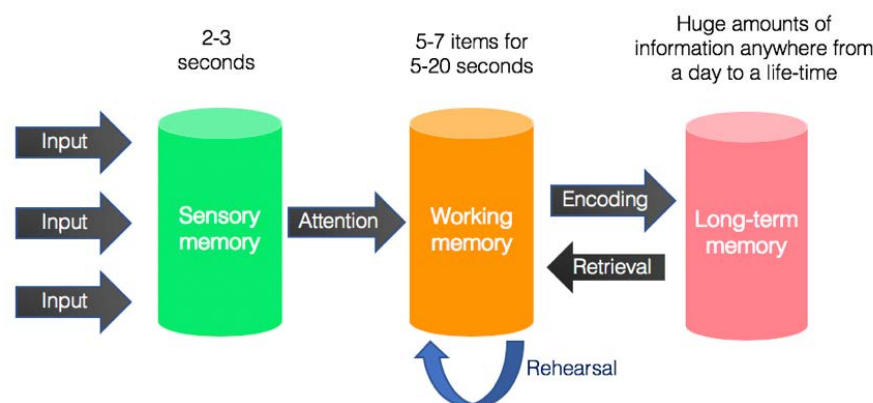 2-3
seconds
5-7 items for
5-20 seconds
Huge amounts of
information anywhere from
a day to a life-time
Input
Input
Input
Sensory
memory
Attention
Working
memory
Encoding
Retrieval
Long-term
memory
Rehearsal